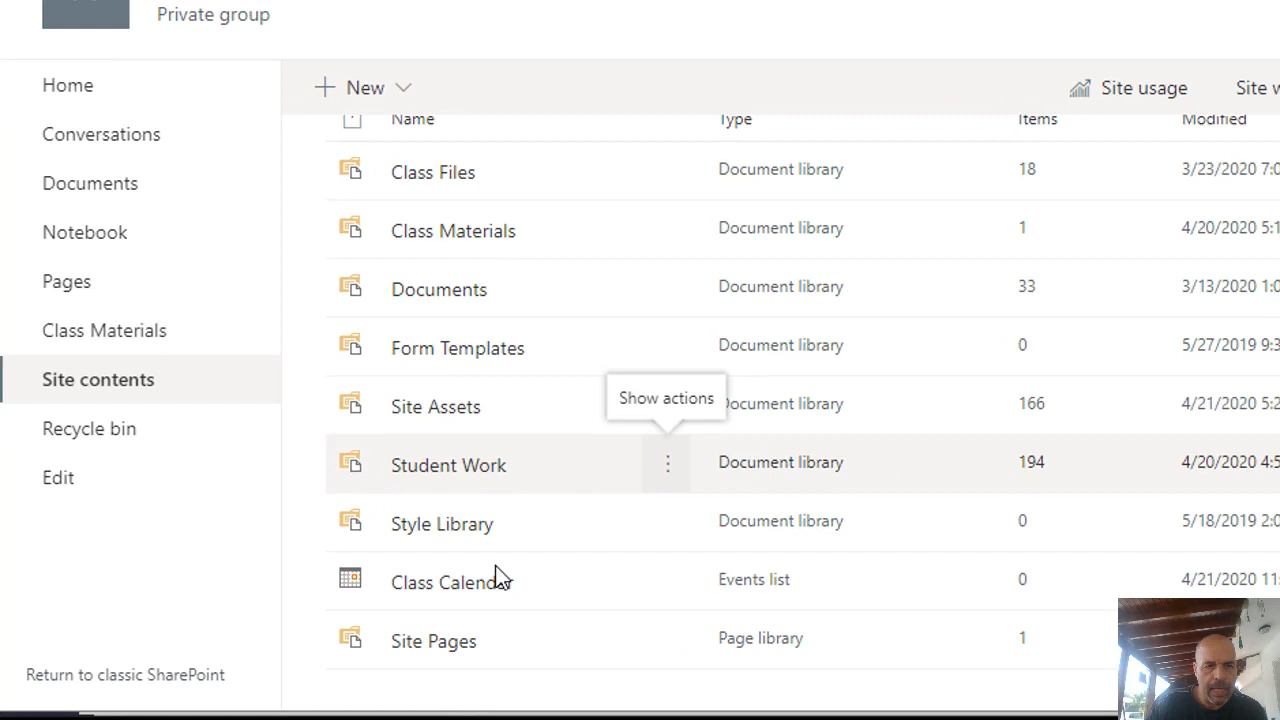 Private group
Home
Conversations
Documents
Notebook
Pages
Class Materials
Site contents
Recycle bin
Edit
Return to classic SharePoint
New
Site usage
Name Type Items Modified
Class Files Document library 18 3/23/2020
Class Materials Document library 1 4/20/2020
Documents Document library 33 3/13/2020
Form Templates Document library 0 5/27/2019
Show actions
Site Assets Document library 166 4/21/2020
Student Work Document library 194 4/20/2020
Style Library Document library 0 5/18/2019
Class Events list 0 4/21/2020
Site Pages Page library 1